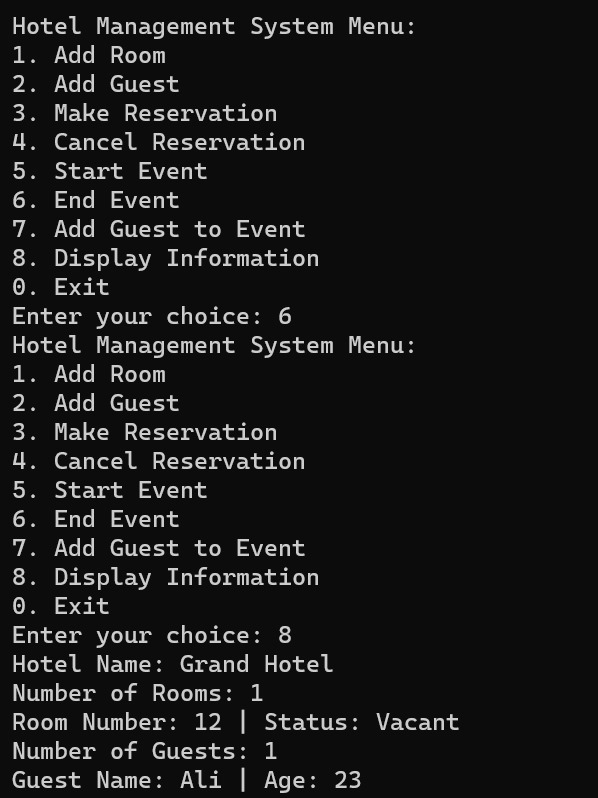 Hotel Management System Menu:
1. Add Room
2. Add Guest
3. Make Reservation
4. Cancel Reservation
5. Start Event
6. End Event
7. Add Guest to Event
8. Display Information
0. Exit
Enter your choice: 6
Hotel Management System Menu:
1. Add Room
2. Add Guest
3. Make Reservation
4. Cancel Reservation
5. Start Event
6. End Event
7. Add Guest to Event
8. Display Information
0. Exit
Enter your choice: 8
Hotel Name: Grand Hotel
Number of Rooms: 1
Room Number: 12 | Status: Vacant
Number of Guests: 1
Guest Name: Ali | Age: 23